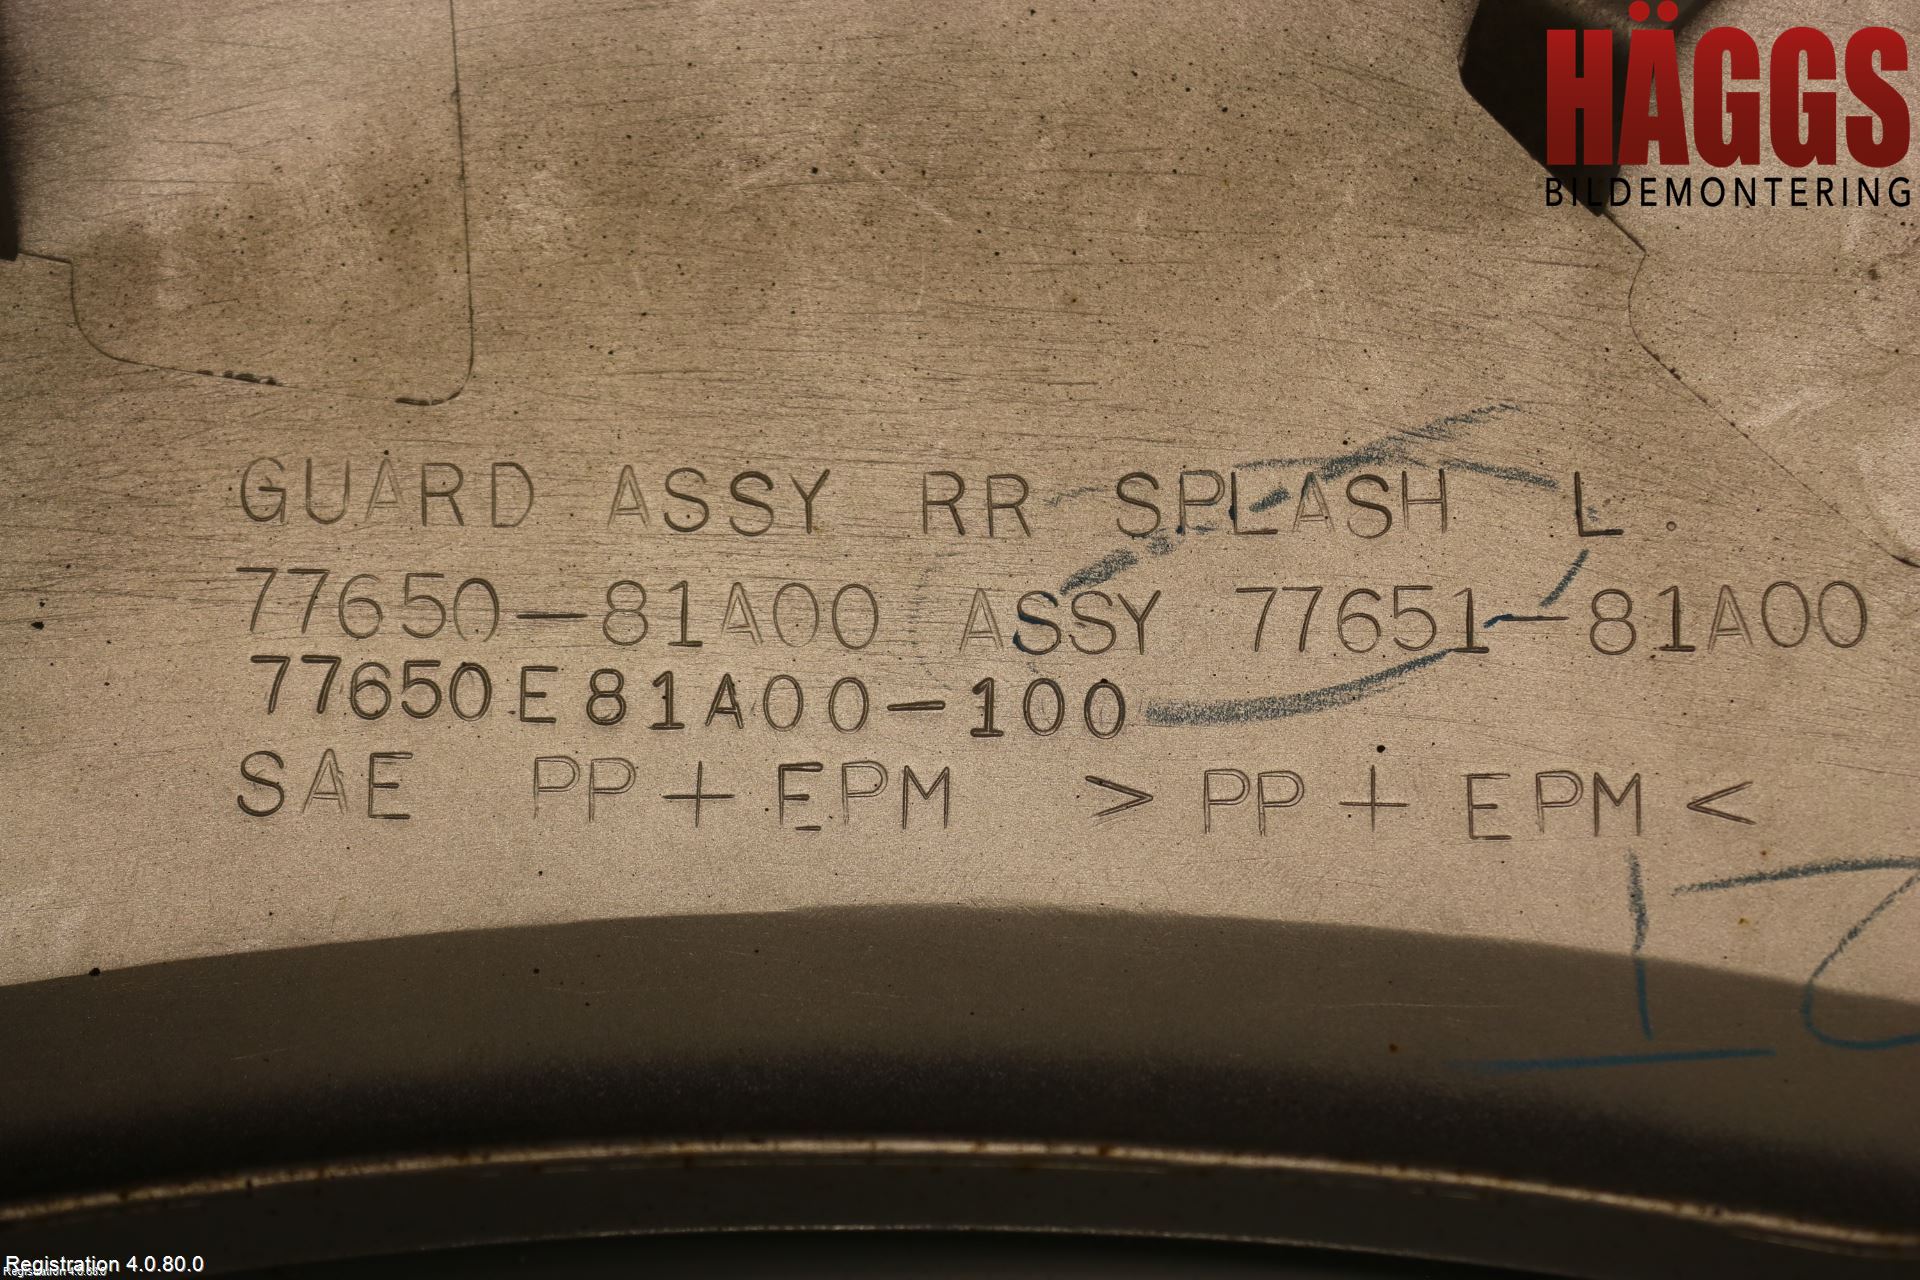 HÄGGS
BILDEMONTERING
GUARD ASSY RR SPLASH L.
77650-81A00 ASSY 77651-81A00
77650E81A00-100
SAE PP+EPM >PP+EPM<
Registration 4.0.80.0